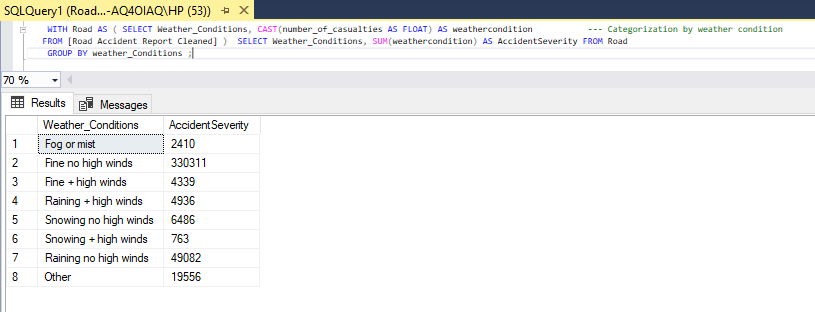 SQLQuery1 (Road...-AQ4OIAQ\HP (53))
WITH Road AS ( SELECT Weather_Conditions, CAST(number_of_casualties AS FLOAT) AS weathercondition --- Categorization by weather condition
FROM [Road Accident Report Cleaned] ) SELECT Weather_Conditions, SUM(weathercondition) AS AccidentSeverity FROM Road
GROUP BY weather_Conditions ;
70 %
Results Messages
Weather_Conditions AccidentSeverity
1 Fog or mist 2410
2 Fine no high winds 330311
3 Fine + high winds 4339
4 Raining + high winds 4936
5 Snowing no high winds 6486
6 Snowing + high winds 763
7 Raining no high winds 49082
8 Other 19556